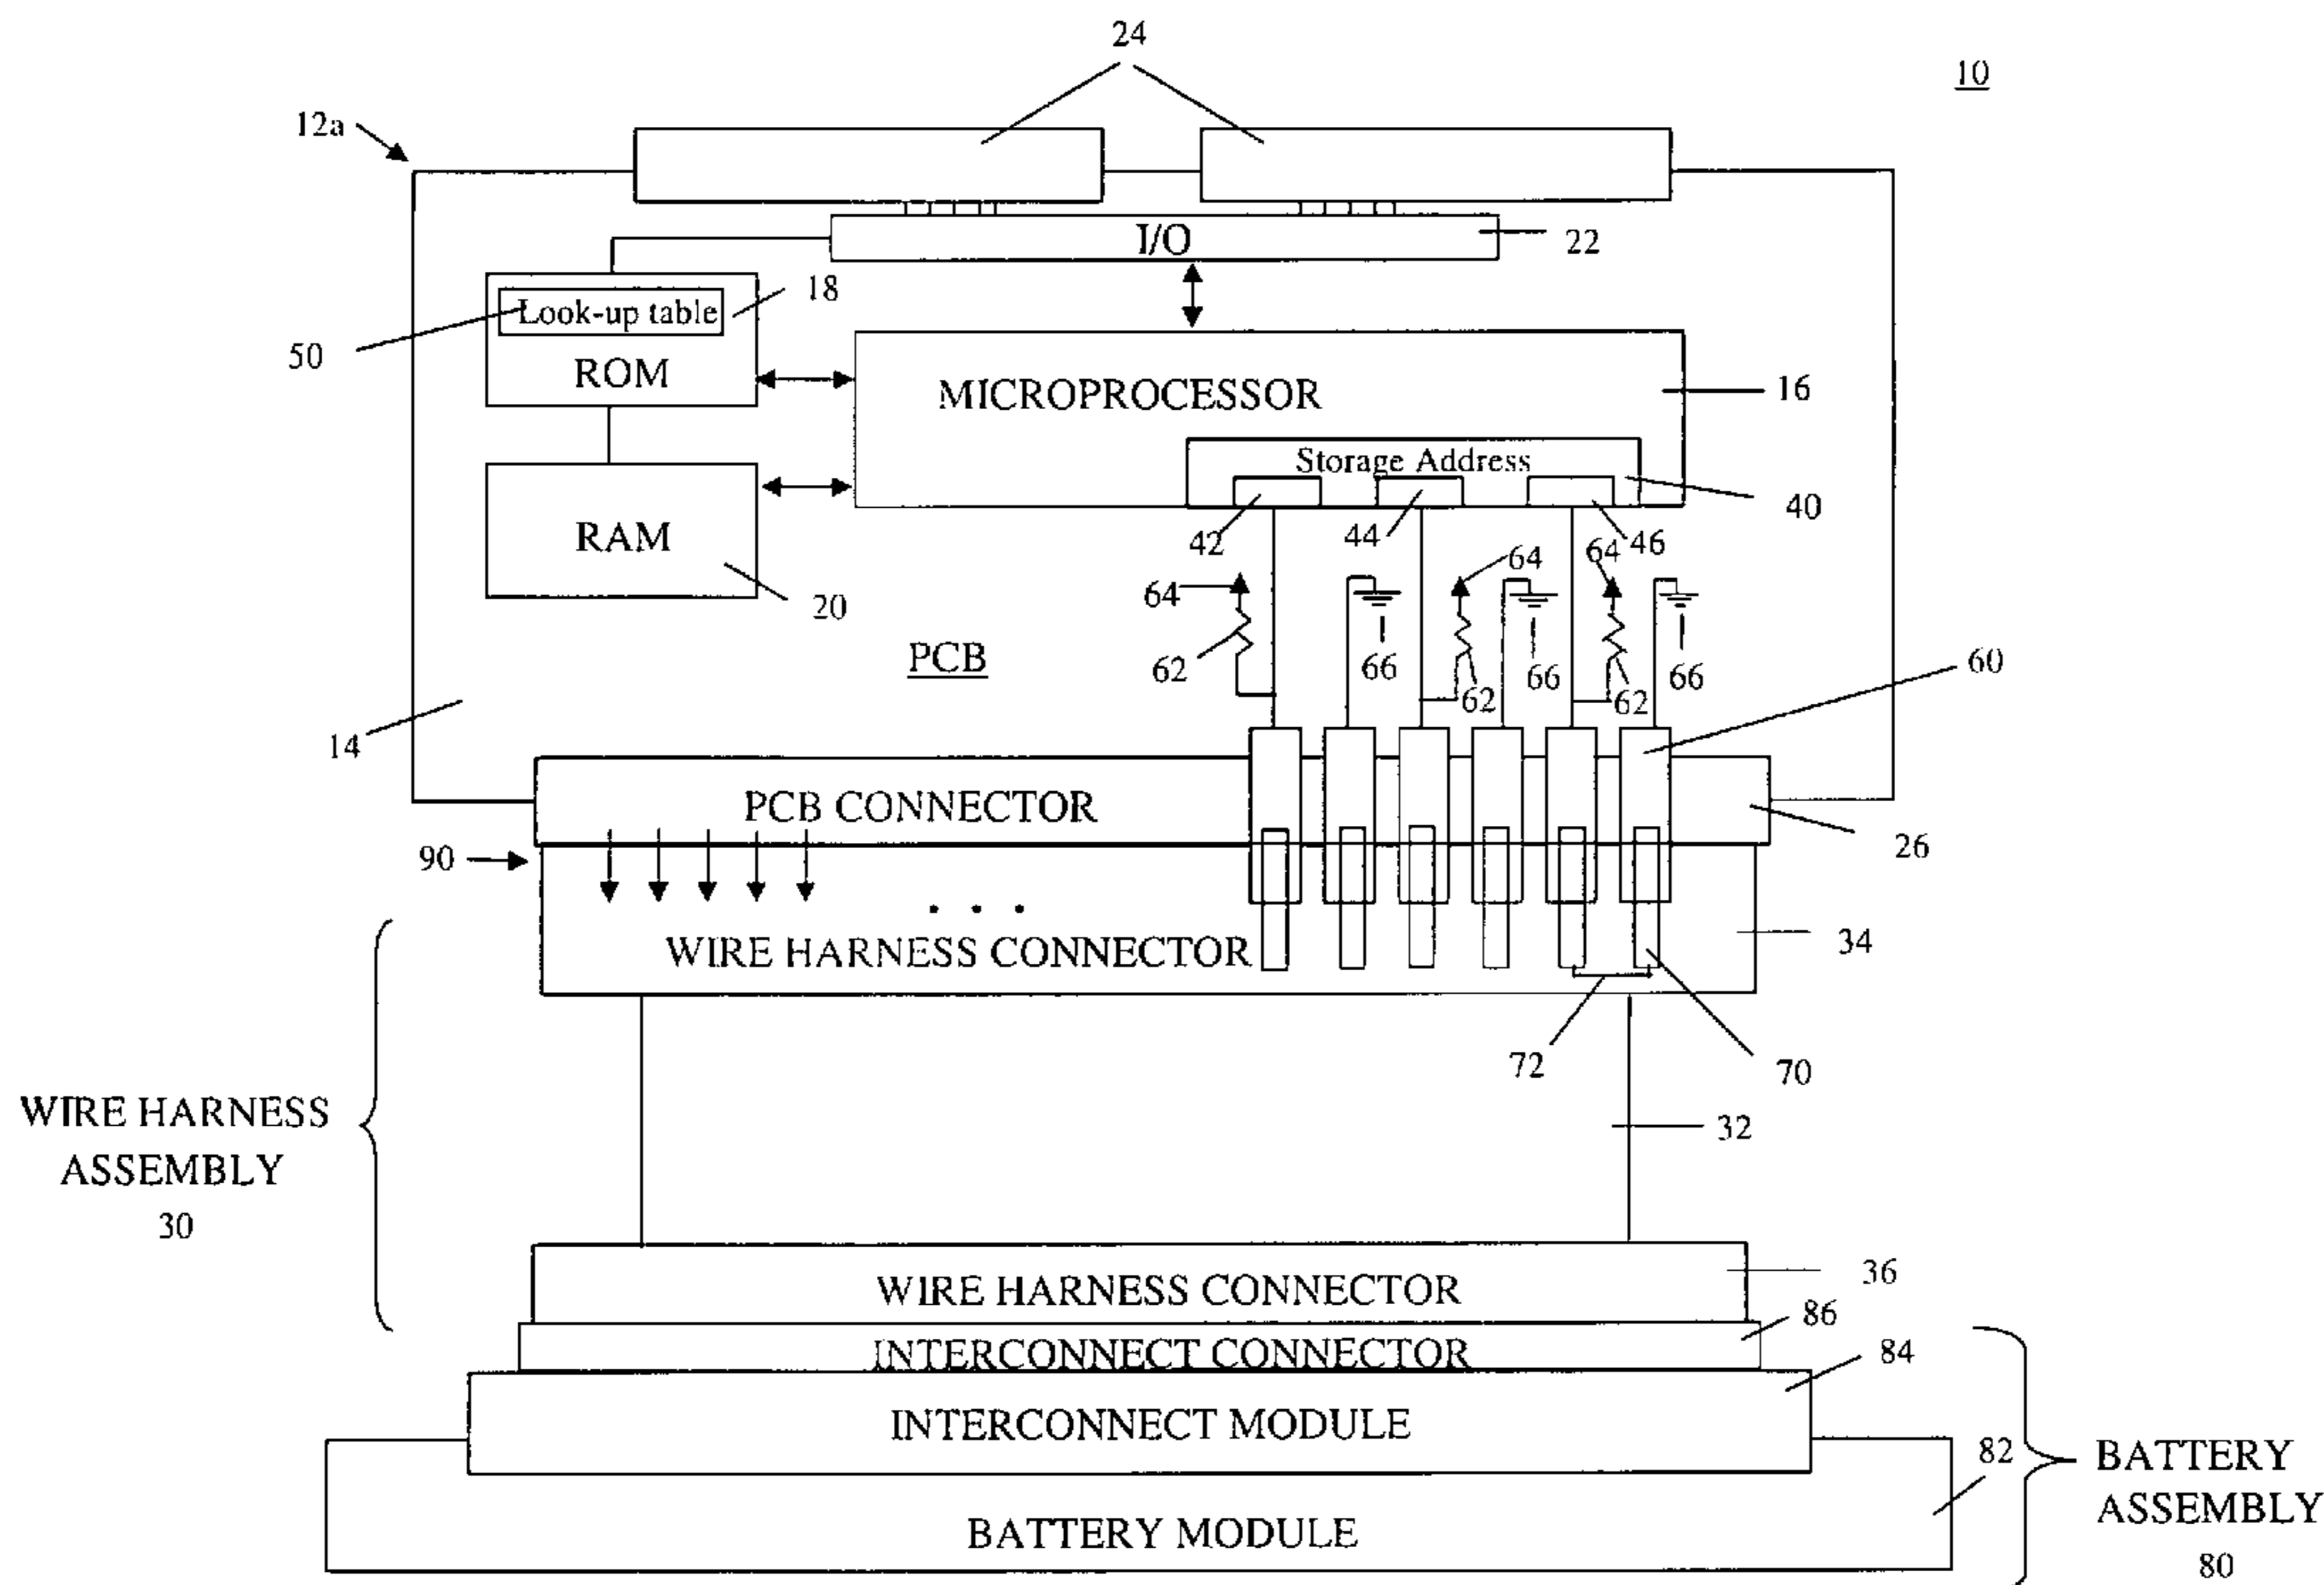 24
10
12a
I/O
22
Look-up table
18
50
ROM
MICROPROCESSOR
16
Storage Address
40
RAM
42
44
46
20
64
64
64
62
66
62
66
62
66
60
PCB
14
PCB CONNECTOR
26
90
. . .
WIRE HARNESS CONNECTOR
34
72
70
WIRE HARNESS
ASSEMBLY
30
32
WIRE HARNESS CONNECTOR
36
INTERCONNECT CONNECTOR
86
INTERCONNECT MODULE
84
BATTERY MODULE
82
BATTERY
ASSEMBLY
80